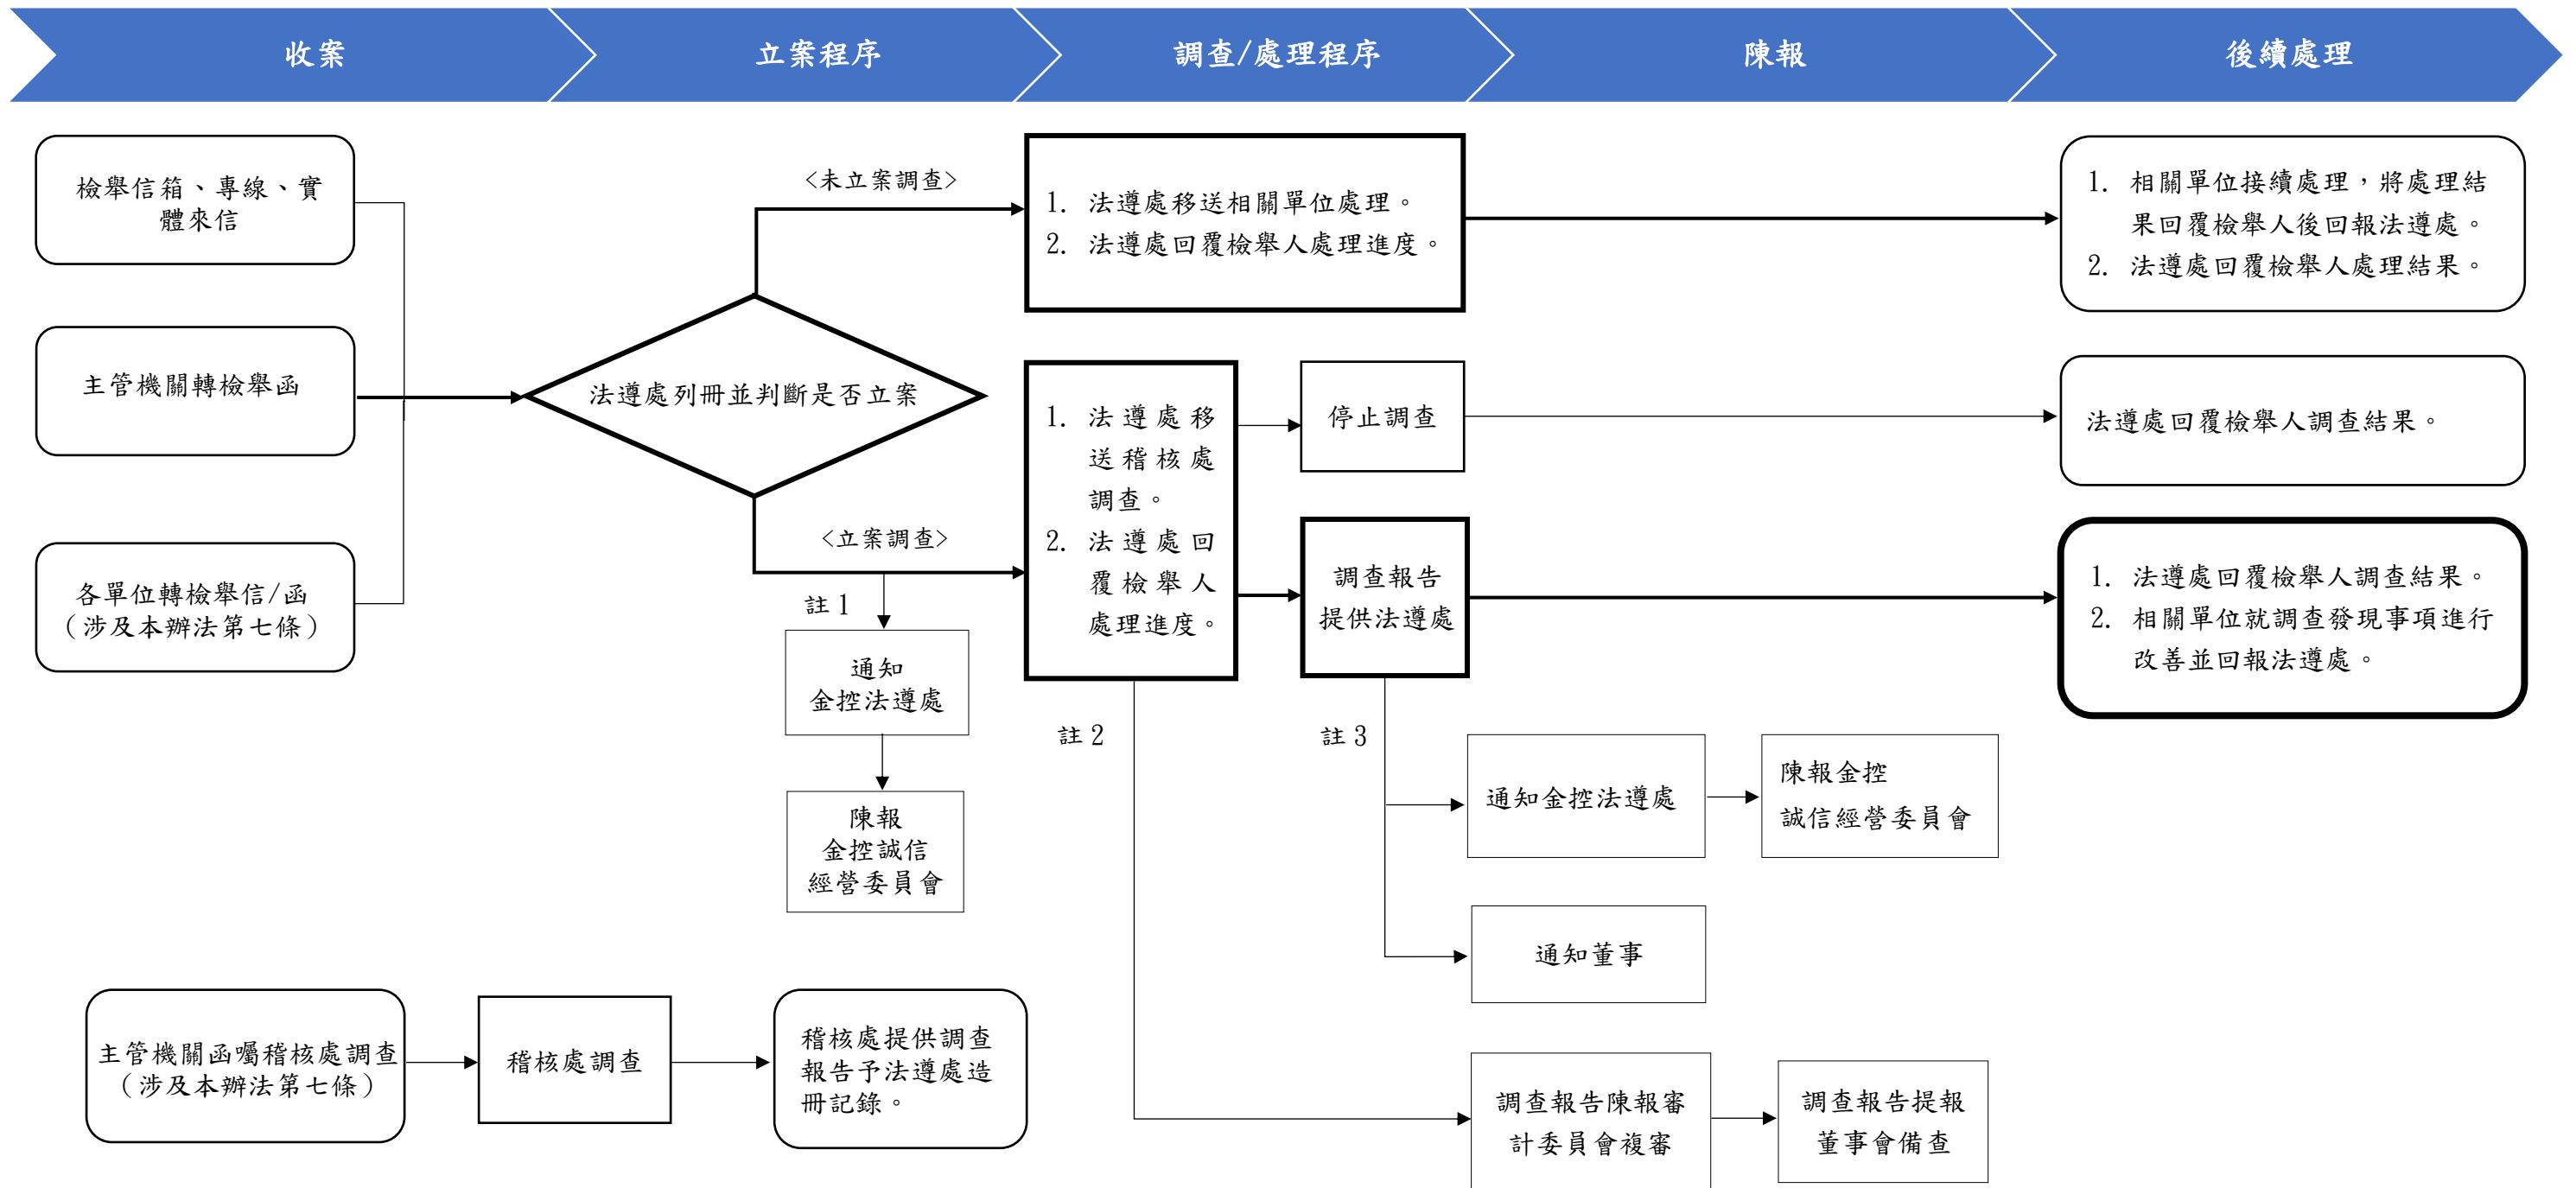 收案
立案程序
調查/處理程序
陳報
後續處理
檢舉信箱、專線、實
體來信
主管機關轉檢舉函
各單位轉檢舉信/函
（涉及本辦法第七條）
法遵處列冊並判斷是否立案
<未立案調查>
<立案調查>
註 1
通知
金控法遵處
陳報
金控誠信
經營委員會
1. 法遵處移送相關單位處理。
2. 法遵處回覆檢舉人處理進度。
1. 法遵處移
送稽核處
調查。
2. 法遵處回
覆檢舉人
處理進度。
停止調查
調查報告
提供法遵處
註 2
註 3
通知金控法遵處
陳報金控
誠信經營委員會
通知董事
調查報告陳報審
計委員會複審
調查報告提報
董事會備查
1. 相關單位接續處理，將處理結
果回覆檢舉人後回報法遵處。
2. 法遵處回覆檢舉人處理結果。
法遵處回覆檢舉人調查結果。
1. 法遵處回覆檢舉人調查結果。
2. 相關單位就調查發現事項進行
改善並回報法遵處。
主管機關函囑稽核處調查
（涉及本辦法第七條）
稽核處調查
稽核處提供調查
報告予法遵處造
冊記錄。